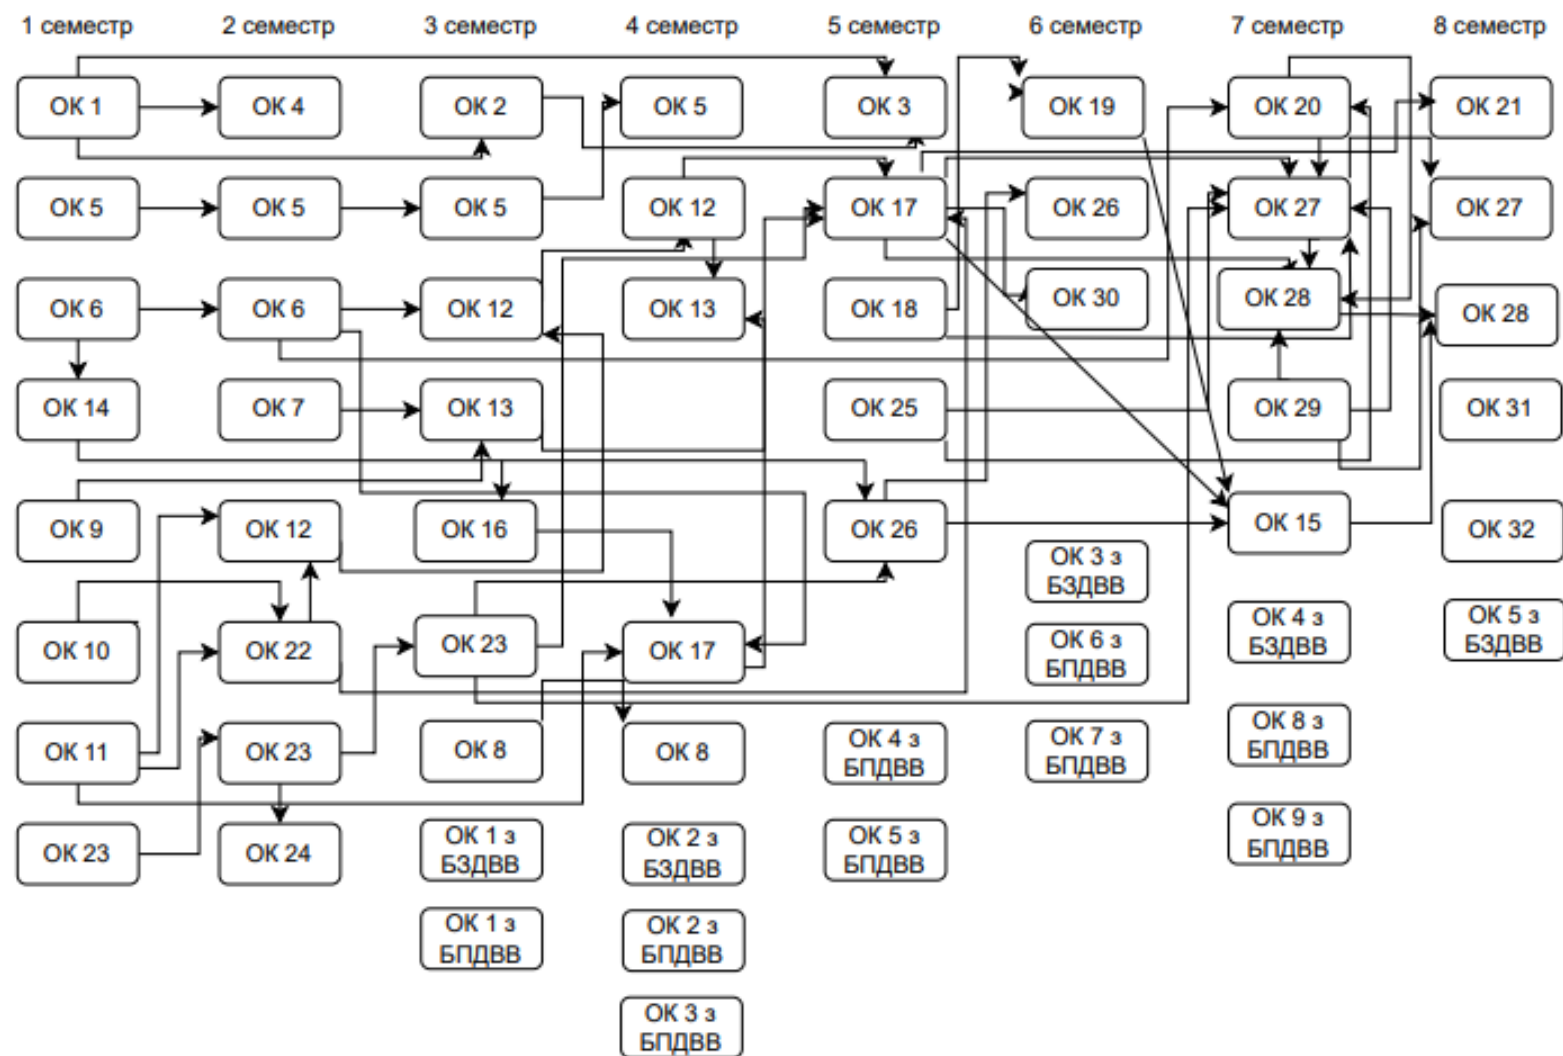 1 семестр
2 семестр
3 семестр
4 семестр
5 семестр
6 семестр
7 семестр
8 семестр
ОК 1
ОК 4
ОК 2
ОК 5
ОК 3
ОК 19
ОК 20
ОК 21
ОК 5
ОК 5
ОК 5
ОК 12
ОК 17
ОК 26
ОК 27
ОК 27
ОК 6
ОК 6
ОК 12
ОК 13
ОК 18
ОК 30
ОК 28
ОК 28
ОК 14
ОК 7
ОК 13
ОК 25
ОК 29
ОК 31
ОК 9
ОК 12
ОК 16
ОК 26
ОК 15
ОК 32
ОК 3 з
БЗДВВ
ОК 10
ОК 22
ОК 23
ОК 17
ОК 6 з
БПДВВ
ОК 4 з
БЗДВВ
ОК 5 з
БЗДВВ
ОК 11
ОК 23
ОК 8
ОК 8
ОК 4 з
БПДВВ
ОК 7 з
БПДВВ
ОК 8 з
БПДВВ
ОК 23
ОК 24
ОК 1 з
БЗДВВ
ОК 2 з
БЗДВВ
ОК 5 з
БПДВВ
ОК 9 з
БПДВВ
ОК 1 з
БПДВВ
ОК 2 з
БПДВВ
ОК 3 з
БПДВВ